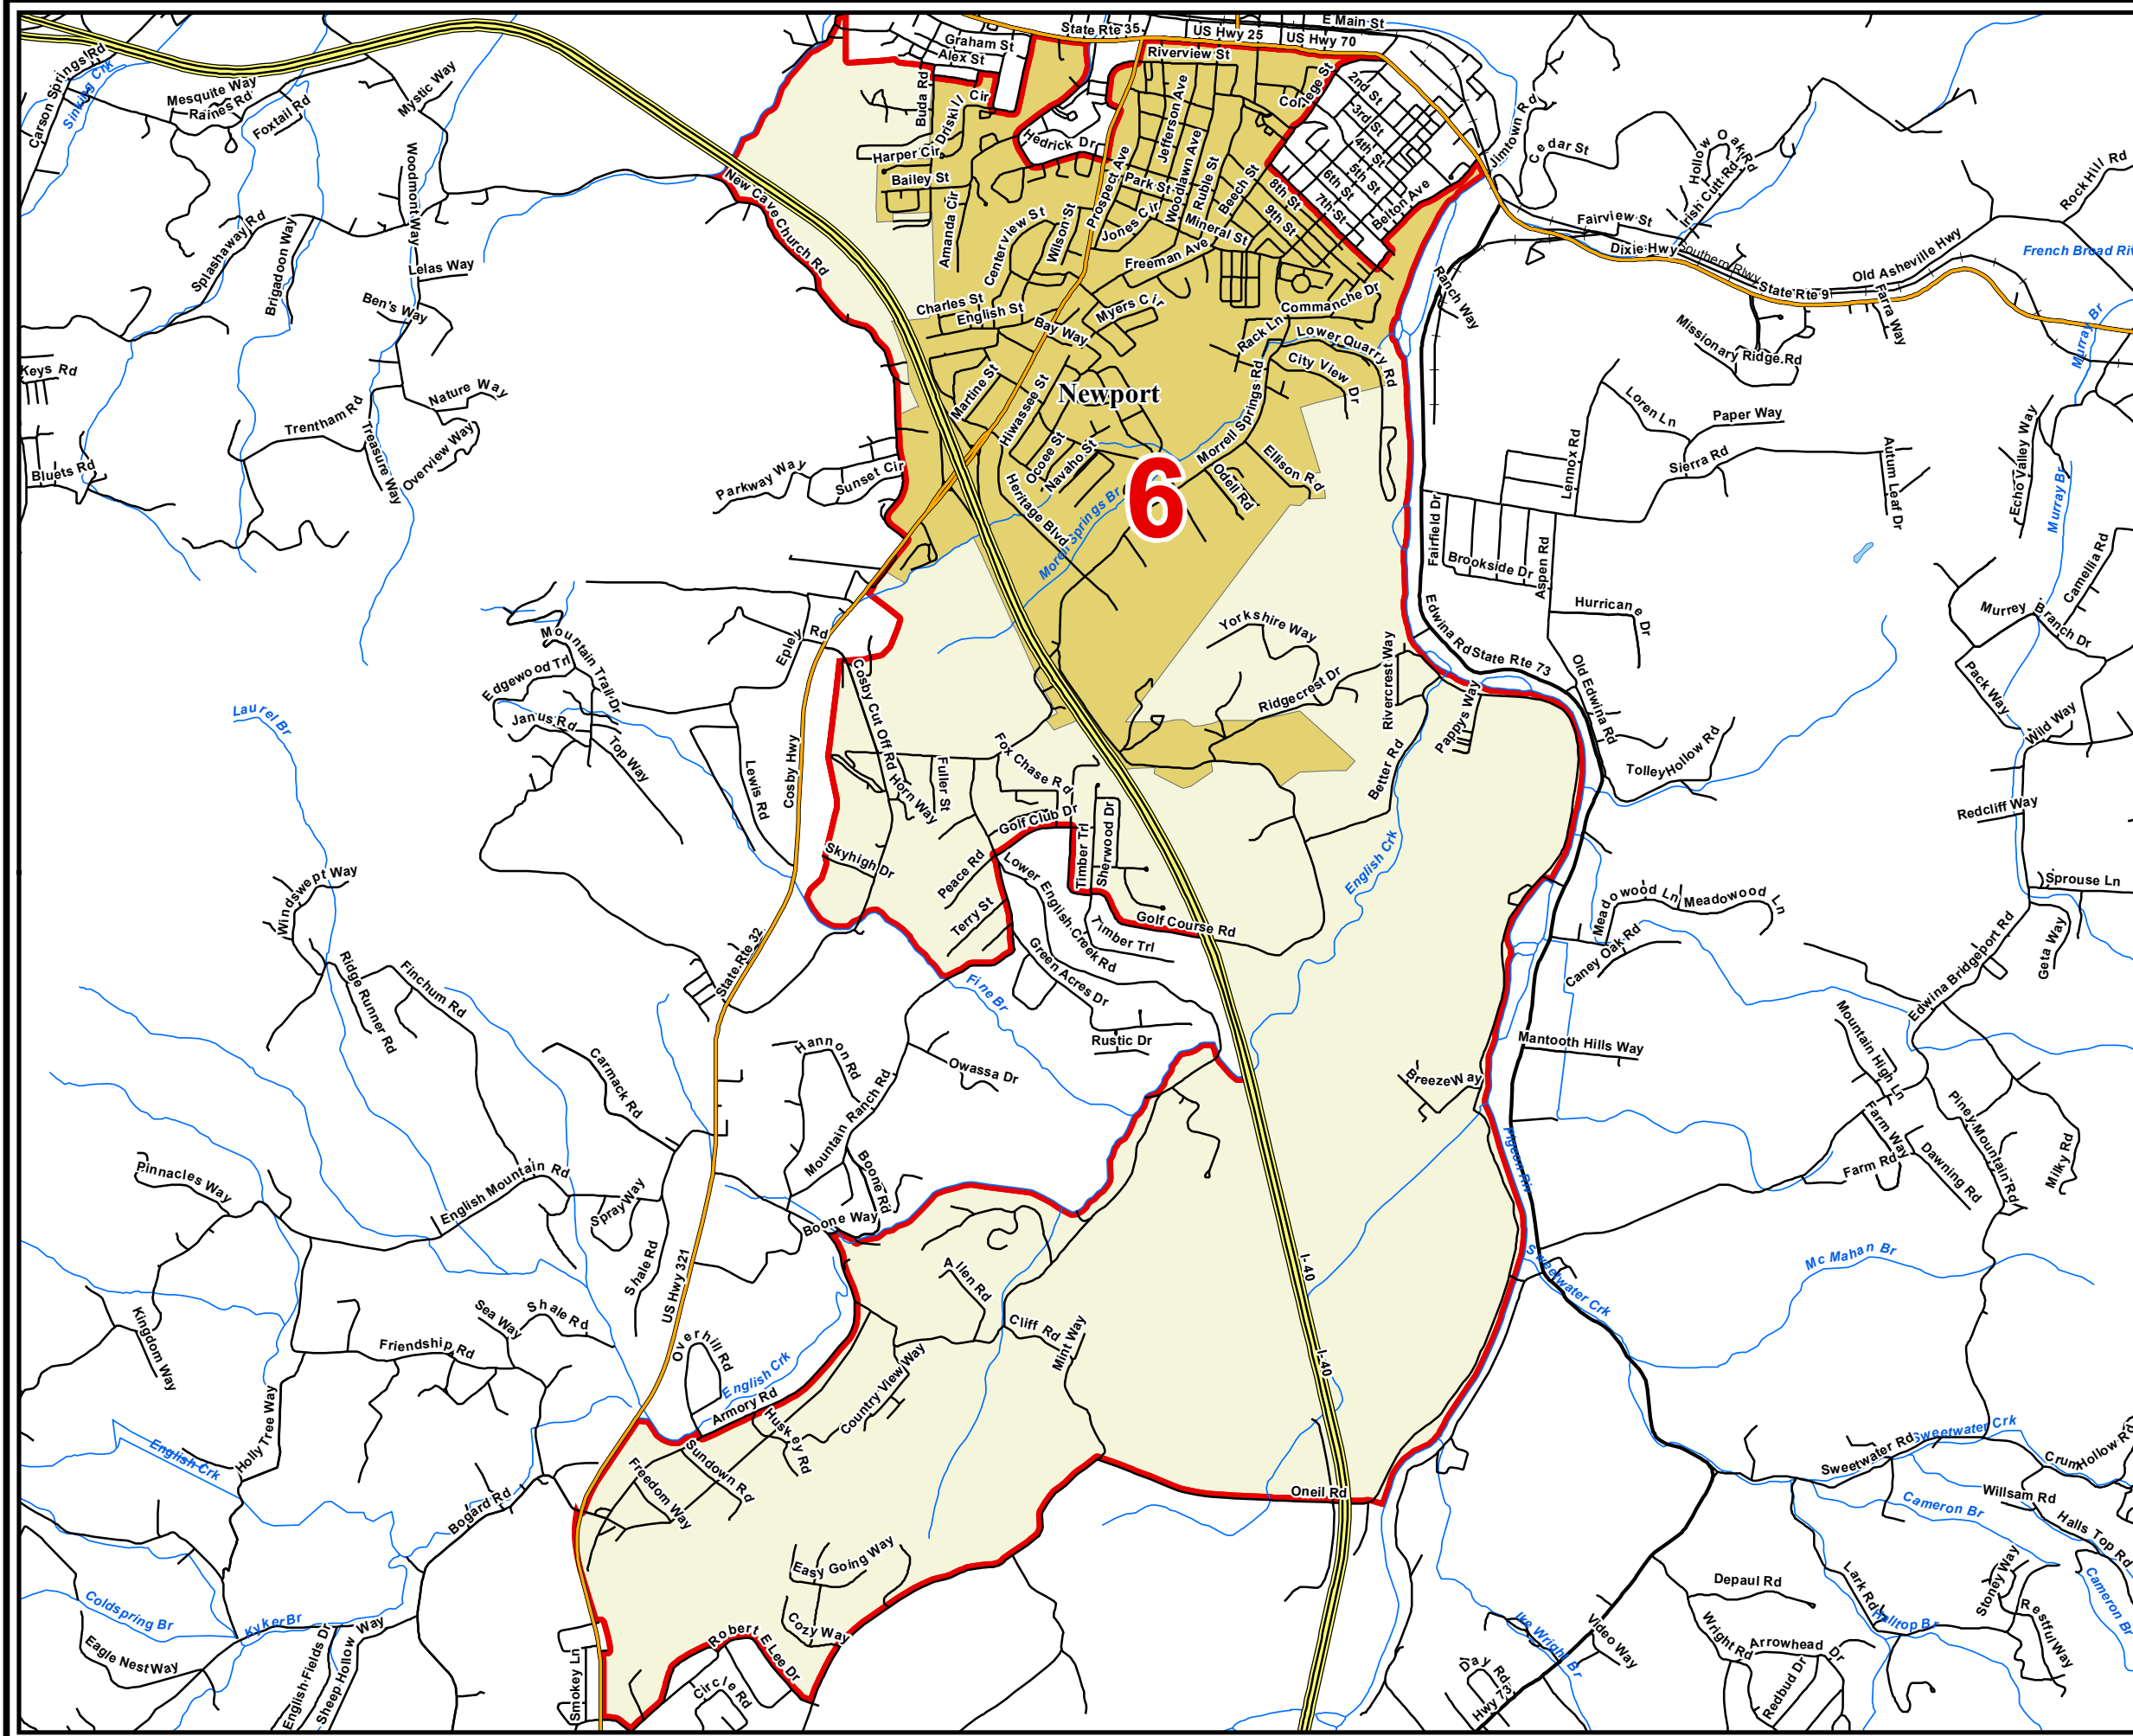 E Main St
State Rte 35
US Hwy 25
US Hwy 70
Graham St
Alex St
Riverview St
Carson Springs Rd
Sinking Crk
Mesquite Way
Raines Rd
Foxtail Rd
Mystic Way
Buda Rd
Driskill Cir
Jefferson Ave
College St
2nd St
3rd St
4th St
5th St
6th St
7th St
8th St
9th St
Belton Ave
Jimtown Rd
Cedar St
Hollow Oak Rd
Irish Cutt Rd
Rock Hill Rd
Hedrick Dr
Harper Cir
Bailey St
Park St
Prospect Ave
Woodlawn Ave
Ruble St
Beech St
Woodmont Way
New Cave Church Rd
Amanda Cir
Centerview St
Wilson St
Jones Cir
Mineral St
Freeman Ave
Fairview St
Dixie Hwy
Southern Rlwy
State Rte 9
Old Asheville Hwy
French Broad Riv
Splashaway Rd
Brigadoon Way
Lelas Way
Ben's Way
Charles St
English St
Bay Way
Myers Cir
Commanche Dr
Rack Ln
Lower Quarry Rd
City View Dr
Ranch Way
Fara Way
Missionary Ridge Rd
Murray Br
Keys Rd
Nature Way
Trentham Rd
Treasure Way
Overview Way
Bluets Rd
Martine St
Hiwassee St
Newport
Morrell Springs Rd
Loren Ln
Paper Way
Lennox Rd
Sierra Rd
Autum Leaf Dr
Echo Valley Way
Murray Br
Parkway Way
Sunset Cir
Ocoee St
Navaho St
Heritage Blvd
Morell Springs Br
6
Odell Rd
Ellison Rd
Fairfield Dr
Brookside Dr
Aspen Rd
Camellia Rd
Murrey Branch Dr
Hurricane Dr
Edwina Rd
State Rte 73
Old Edwina Rd
Pack Way
Wild Way
Mountain Trail Dr
Edgewood Trl
Janus Rd
Top Way
Epley Rd
Cosby Cut Off Rd
Yorkshire Way
Ridgecrest Dr
Rivercrest Way
Pappys Way
Better Rd
Tolley Hollow Rd
Redcliff Way
Laurel Br
Lewis Rd
Cosby Hwy
Horn Way
Fuller St
Fox Chase Rd
Golf Club Dr
Timber Trl
Sherwood Dr
Skyhigh Dr
Peace Rd
Terry St
Lower English Creek Rd
Timber Trl
Golf Course Rd
English Crk
Meadowood Ln
Meadowood Ln
Caney Oak Rd
Sprouse Ln
Geta Way
Edwina Bridgeport Rd
Windswept Way
Ridge Runner Rd
Finchum Rd
State Rte 32
Fine Br
Green Acres Dr
Rustic Dr
Owassa Dr
Hannon Rd
Carmack Rd
Mountain Ranch Rd
Breeze Way
Mantooth Hills Way
Mountain High Ln
Farm Way
Farm Rd
Dawning Rd
Piney Mountain Rd
Milky Rd
Pinnacles Way
English Mountain Rd
Spray Way
Shale Rd
Boone Rd
Boone Way
Pigeon Riv
Sweetwater Crk
Mc Mahan Br
US Hwy 321
I- 40
Allen Rd
Cliff Rd
Mint Way
I- 40
Kingdom Way
Friendship Rd
Sea Way
Shale Rd
Overhill Rd
English Crk
Armory Rd
Huskey Rd
Country View Way
Holly Tree Way
English Crk
Bogard Rd
Sundown Rd
Freedom Way
Oneil Rd
Sweetwater Rd
Sweetwater Crk
Crum Hollow Rd
Willsam Rd
Cameron Br
Halls Top Rd
Cameron Br
Easy Going Way
Cozy Way
Robert E Lee Dr
Circle Rd
Smokey Ln
Coldspring Br
Kyker Br
Eagle Nest Way
English Fields Dr
Sheep Hollow Way
Depaul Rd
Lark Rd
Stoney Way
Restful Way
Hilltop Br
Ike Wright Br
Video Way
Wright Rd
Arrowhead Dr
Redbud Dr
Day Rd
Hwy 73